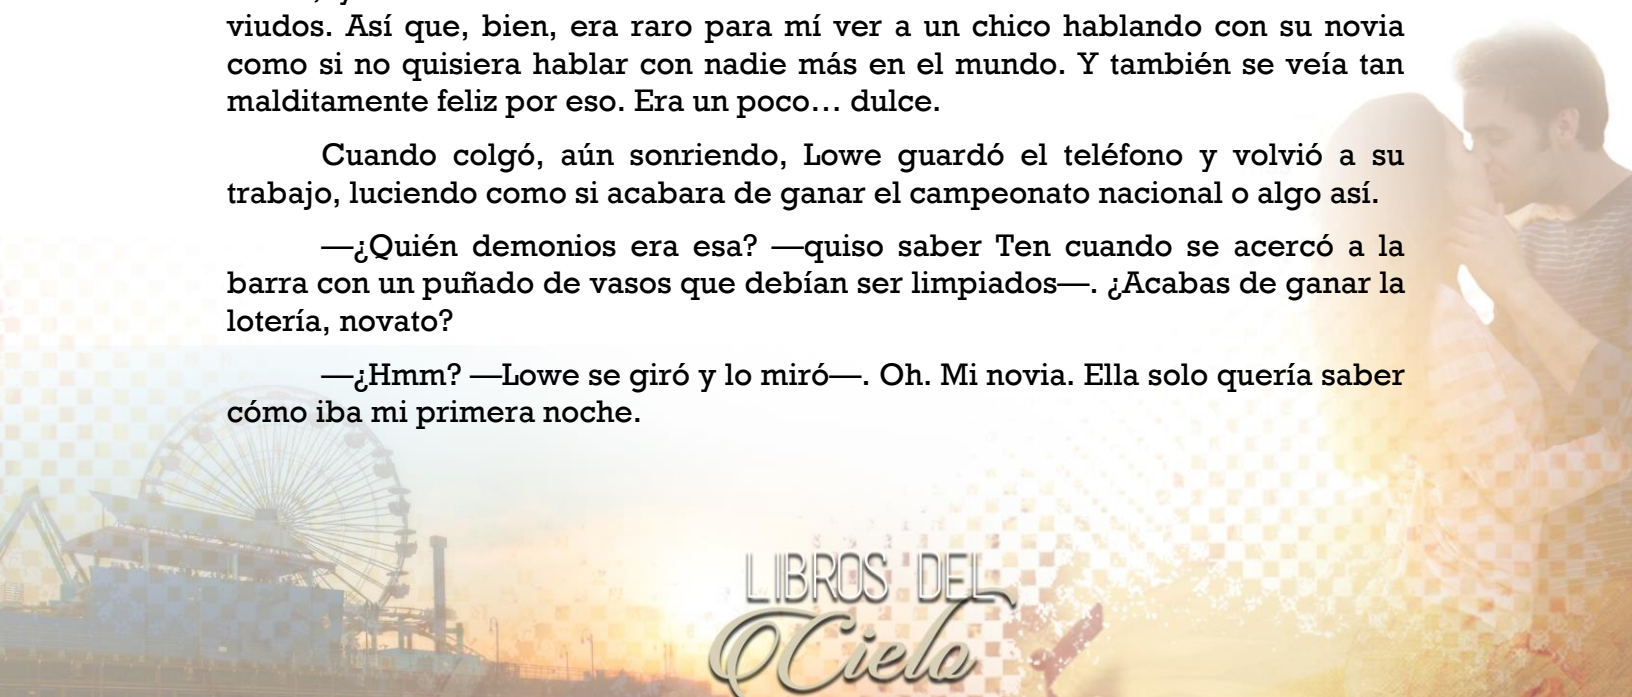 viudos. Así que, bien, era raro para mí ver a un chico hablando con su novia
como si no quisiera hablar con nadie más en el mundo. Y también se veía tan
malditamente feliz por eso. Era un poco… dulce.
Cuando colgó, aún sonriendo, Lowe guardó el teléfono y volvió a su
trabajo, luciendo como si acabara de ganar el campeonato nacional o algo así.
—¿Quién demonios era esa? —quiso saber Ten cuando se acercó a la
barra con un puñado de vasos que debían ser limpiados—. ¿Acabas de ganar la
lotería, novato?
—¿Hmm? —Lowe se giró y lo miró—. Oh. Mi novia. Ella solo quería saber
cómo iba mi primera noche.
LIBROS DEL
Cielo